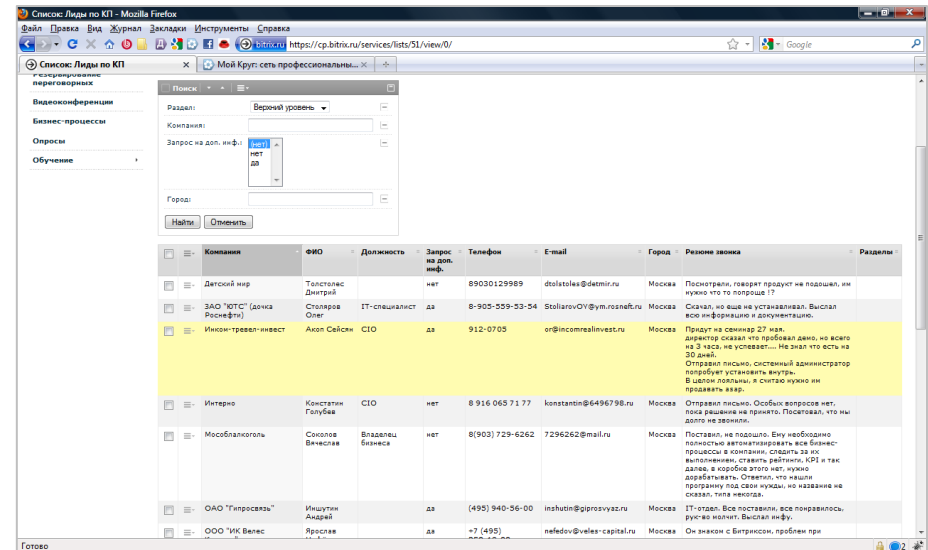 Список: Лиды по КП - Mozilla Firefox
Файл Правка Вид Журнал Закладки Инструменты Справка
bitrix.ru https://cp.bitrix.ru/services/lists/51/view/0/
Google
Список: Лиды по КП
Мой Круг: сеть профессиональны...
Резервирование
переговорных
Видеоконференции
Бизнес-процессы
Опросы
Обучение
Поиск
Раздел: Верхний уровень
Компания:
Запрос на доп. инф.: (нет)
нет
да
Город:
Найти Отменить
Компания ФИО Должность Запрос на доп. инф. Телефон E-mail Город Резюме звонка Разделы
Детский мир Толстолес Дмитрий нет 89030129989 dtolstoles@detmir.ru Москва Посмотрели, говорят продукт не подошел, им
нужно что то попроще !?
ЗАО "ЮТС" (дочка Роснефти) Столяров Олег IT-специалист да 8-905-559-53-54 StoliarovOY@ym.rosneft.ru Москва Скачал, но еще не устанавливал. Выслал
всю информацию и документацию.
Инком-тревел-инвест Акоп Сейсян CIO да 912-0705 or@incomrealinvest.ru Москва Придут на семинар 27 мая.
директор сказал что пробовал демо, но всего
на 3 часа, не успевает.... Не знал что есть на
30 дней.
Отправил письмо, системный администратор
попробует установить внутрь.
В целом лояльны, я считаю нужно им
продавать азар.
Интерно Констатин Голубев CIO нет 8 916 065 71 77 konstantin@6496798.ru Москва Отправил письмо. Особых вопросов нет,
пока решение не принято. Посетовал, что мы
долго не звонили.
Мособлалкоголь Соколов Вячеслав Владелец бизнеса нет 8(903) 729-6262 7296262@mail.ru Москва Поставил, не подошло. Ему необходимо
полностью автоматизировать все бизнес-
процессы в компании, следить за их
выполнением, ставить рейтинги, KPI и так
далее, в коробке этого нет, нужно
дорабатывать. Ответил, что нашли
программу под свои нужды, но название не
сказал, типа некогда.
ОАО "Гипросвязь" Иншутин Андрей да (495) 940-56-00 inshutin@giprosvyaz.ru Москва IT-отдел. Все поставили, все понравилось,
рук-во молчит. Выслал инфу.
ООО "ИК Велес Ярослав да +7 (495) nefedov@veles-capital.ru Москва Он знаком с Битриксом, проблем при
Готово
2